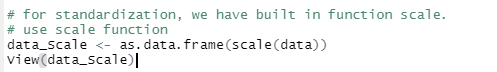 # for standardization, we have built in function scale.
# use scale function
data_Scale <- as.data.frame(scale(data))
View(data_Scale)